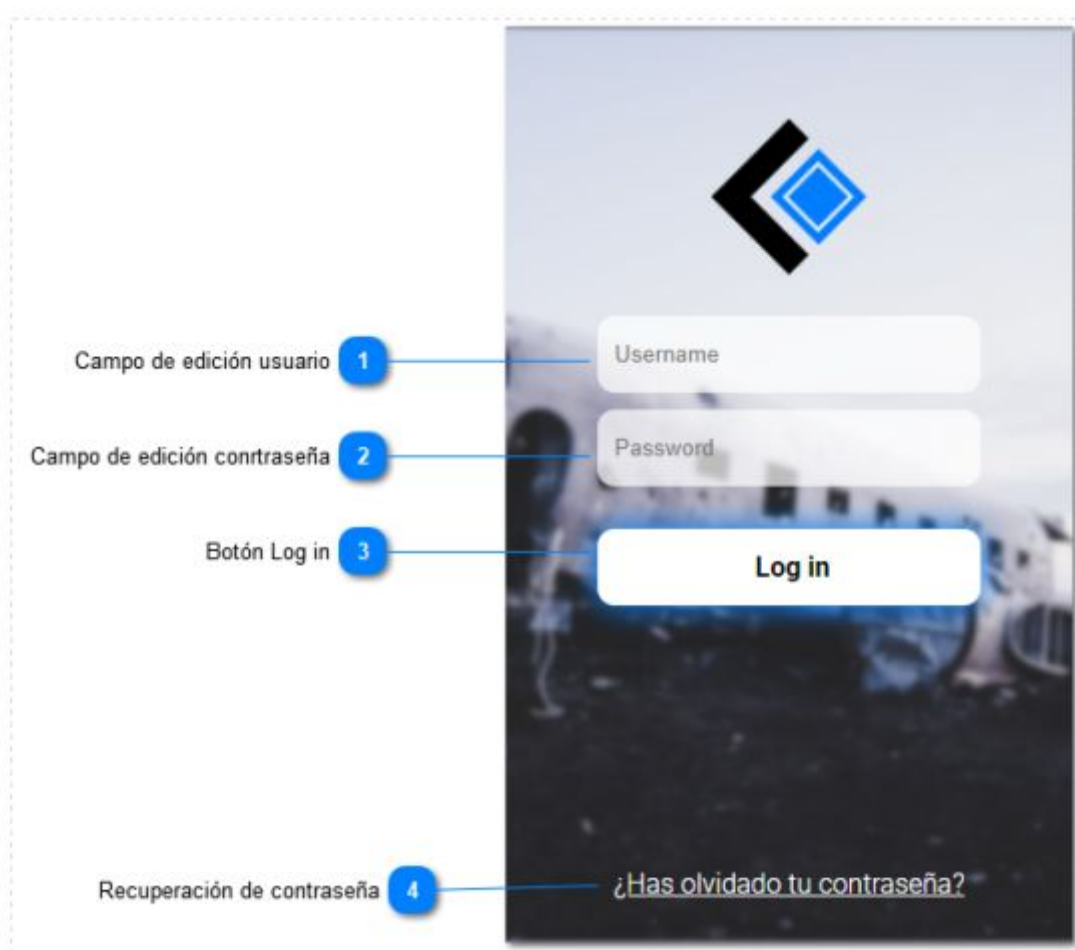 Campo de edición usuario 1
Username
Campo de edición conrtraseña 2
Password
Botón Log in 3
Log in
Recuperación de contraseña 4
¿Has olvidado tu contraseña?